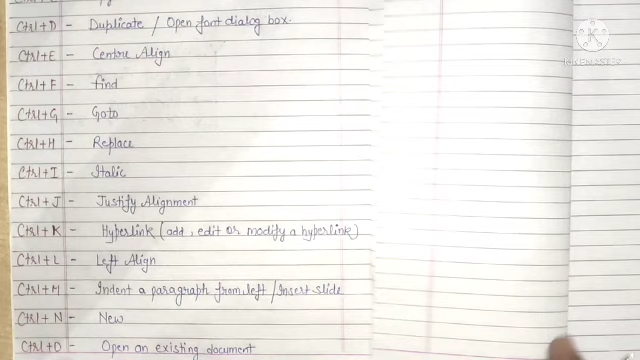 Ctrl+D - Duplicate / Open font dialog box.
Ctrl+E - Centre Align
Ctrl+F - find
Ctrl+G - Goto
Ctrl+H - Replace
Ctrl+I - Italic
Ctrl+J - Justify Alignment
Ctrl+K - Hyperlink (add, edit or modify a hyperlink)
Ctrl+L - Left Align
Ctrl+M - Indent a paragraph from left / Insert slide
Ctrl+N - New
Ctrl+O - Open an existing document
KINEMASTER